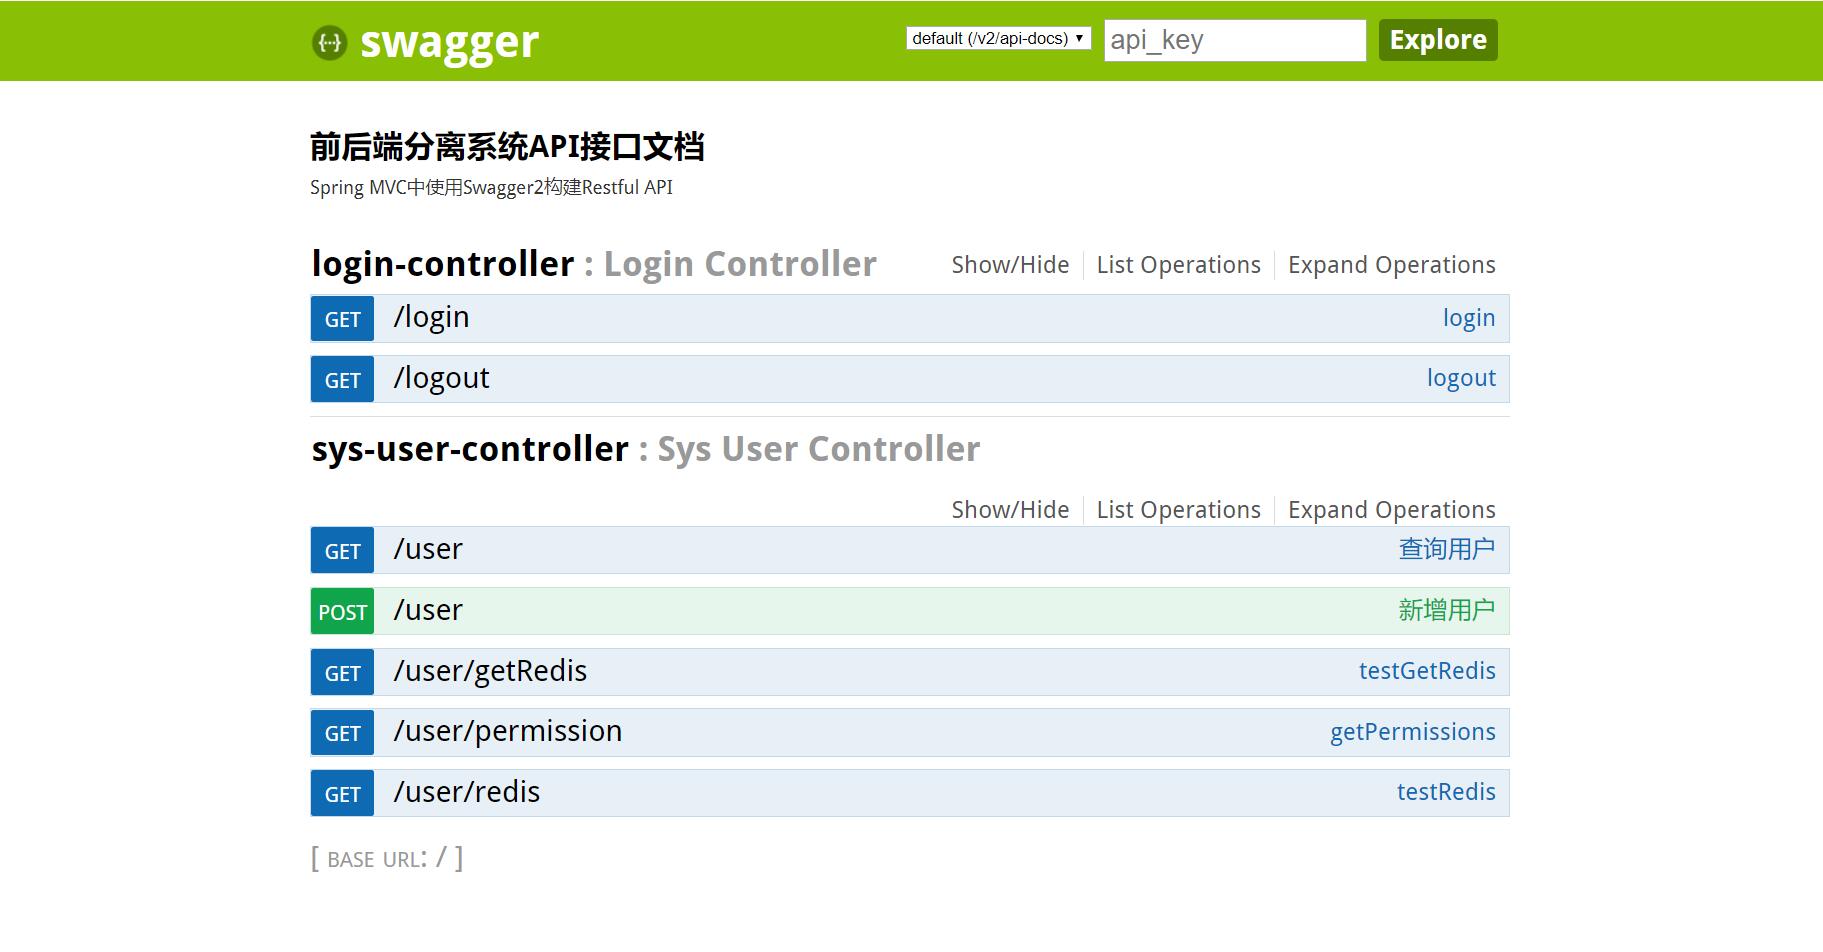 swagger default (/v2/api-docs) api_key Explore
前后端分离系统API接口文档
Spring MVC中使用Swagger2构建Restful API
login-controller : Login Controller Show/Hide List Operations Expand Operations
GET /login login
GET /logout logout
sys-user-controller : Sys User Controller
Show/Hide List Operations Expand Operations
GET /user 查询用户
POST /user 新增用户
GET /user/getRedis testGetRedis
GET /user/permission getPermissions
GET /user/redis testRedis
[ BASE URL: / ]